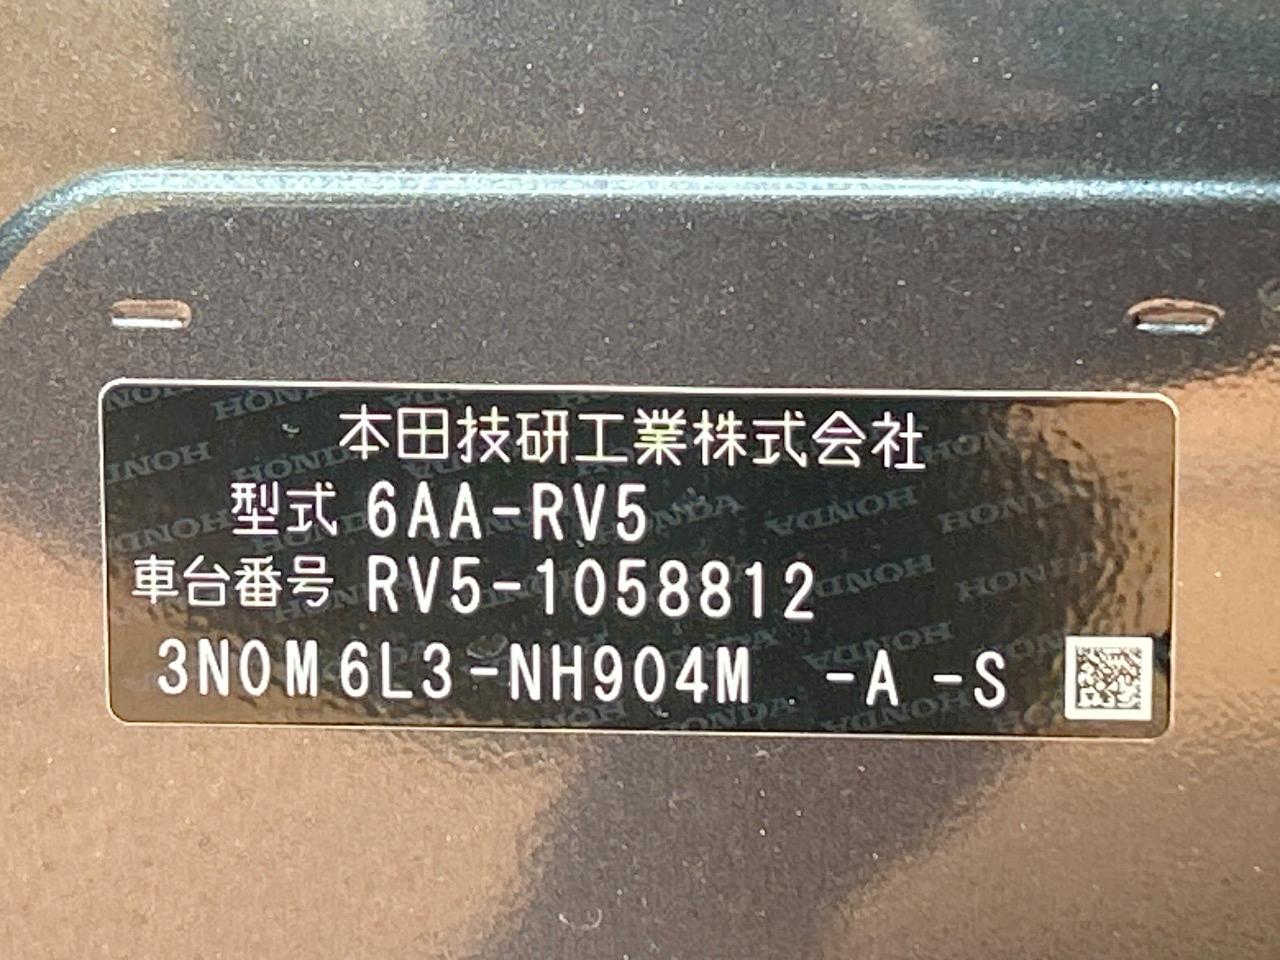 本田技研工業株式会社
型式 6AA-RV5
車台番号 RV5-1058812
3N0M6L3-NH904M -A -S